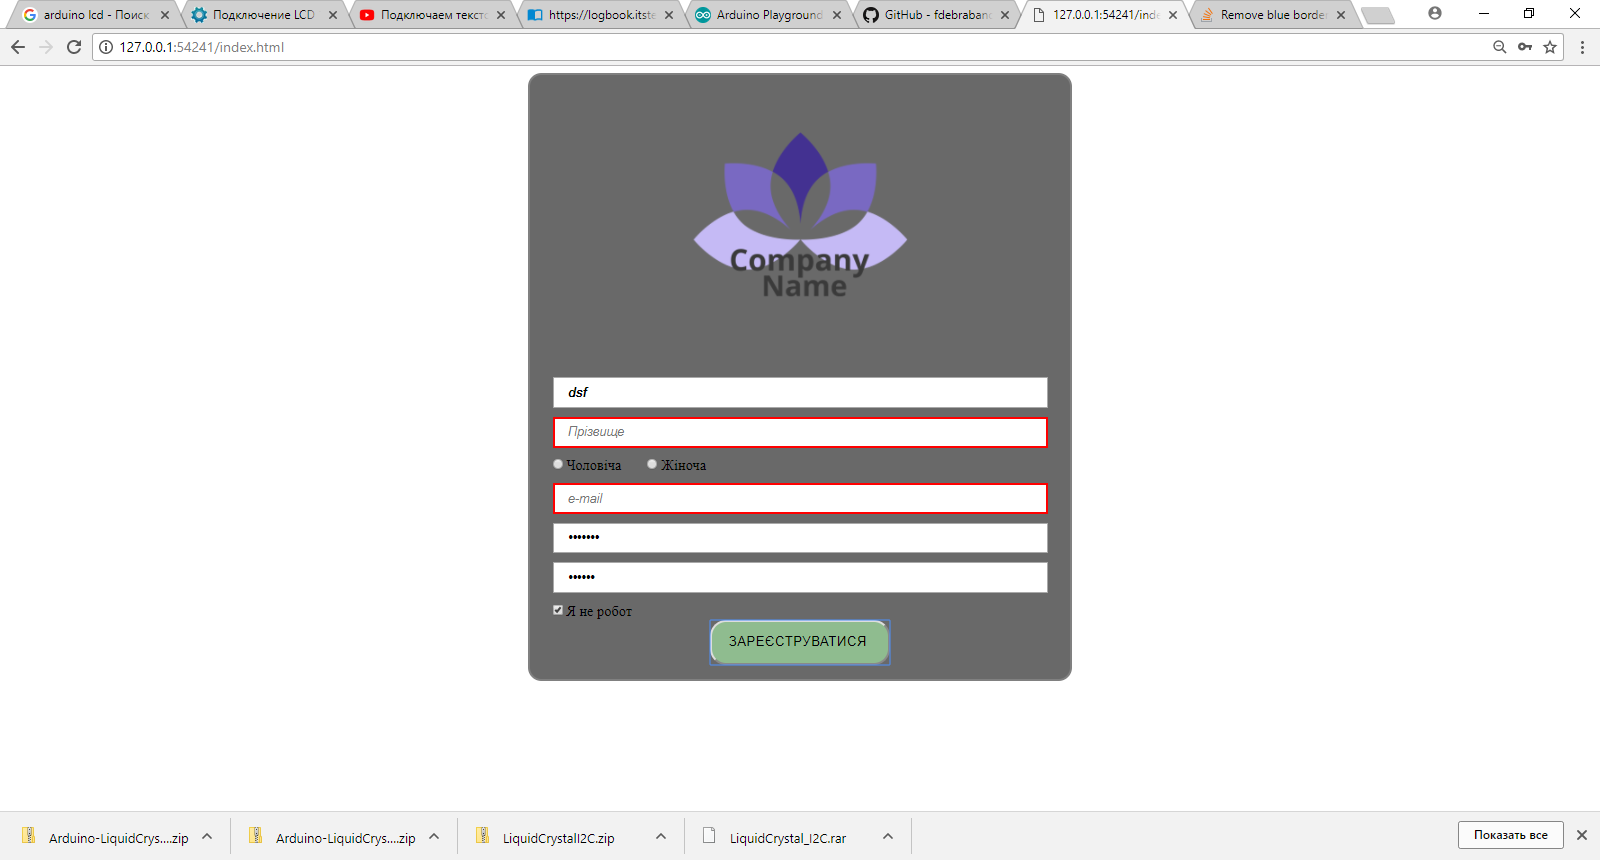 arduino lcd - Поиск
Подключение LCD
Подключаем текст
https://logbook.itste
Arduino Playground
GitHub - fdebraban
127.0.0.1:54241/inde
Remove blue border
127.0.0.1:54241/index.html
Company
Name
dsf
Прізвище
Чоловіча Жіноча
e-mail
•••••••
••••••
Я не робот
ЗАРЕЄСТРУВАТИСЯ
Arduino-LiquidCrys....zip
Arduino-LiquidCrys....zip
LiquidCrystalI2C.zip
LiquidCrystal_I2C.rar
Показать все